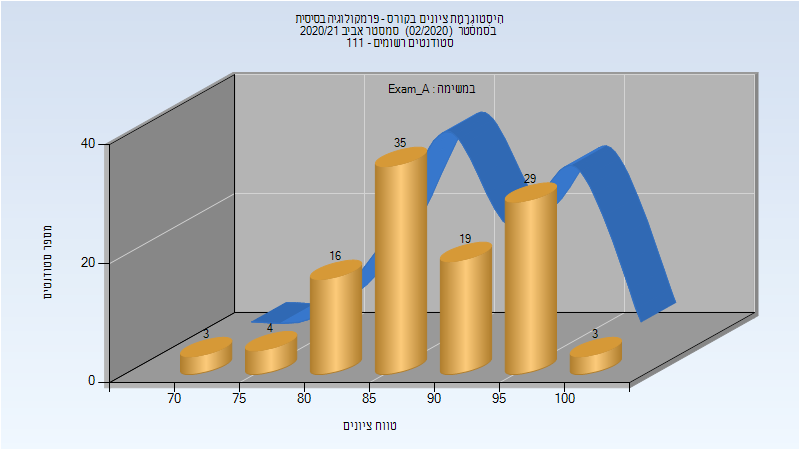 היסטוגרמת ציונים בקורס - פרמקולוגיה בסיסית
בסמסטר  (02/2020)  סמסטר אביב 2020/21
סטודנטים רשומים - 111
במשימה : Exam_A
40
20
0
מספר סטודנטים
3
4
16
35
19
29
3
70
75
80
85
90
95
100
טווח ציונים